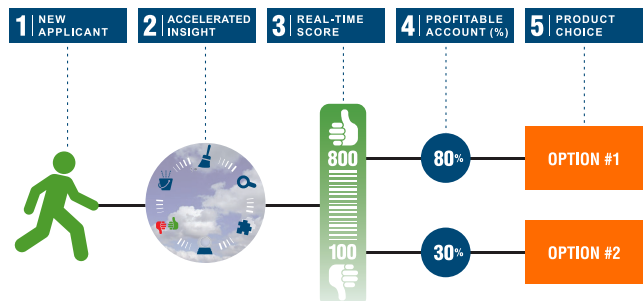 1 NEW
APPLICANT
2 ACCELERATED
INSIGHT
3 REAL-TIME
SCORE
4 PROFITABLE
ACCOUNT (%)
5 PRODUCT
CHOICE
800
80%
OPTION #1
100
30%
OPTION #2